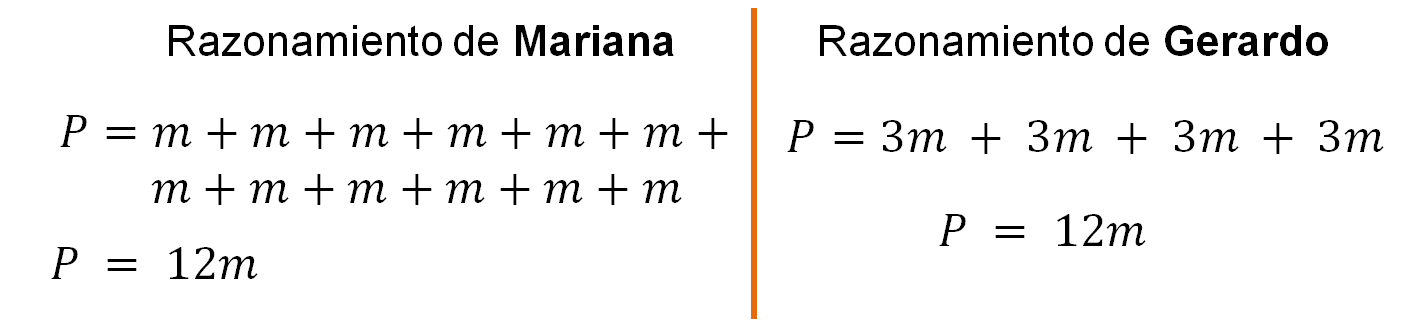 Razonamiento de Mariana
P = m + m + m + m + m + m +
m + m + m + m + m + m
P = 12m
Razonamiento de Gerardo
P = 3m + 3m + 3m + 3m
P = 12m